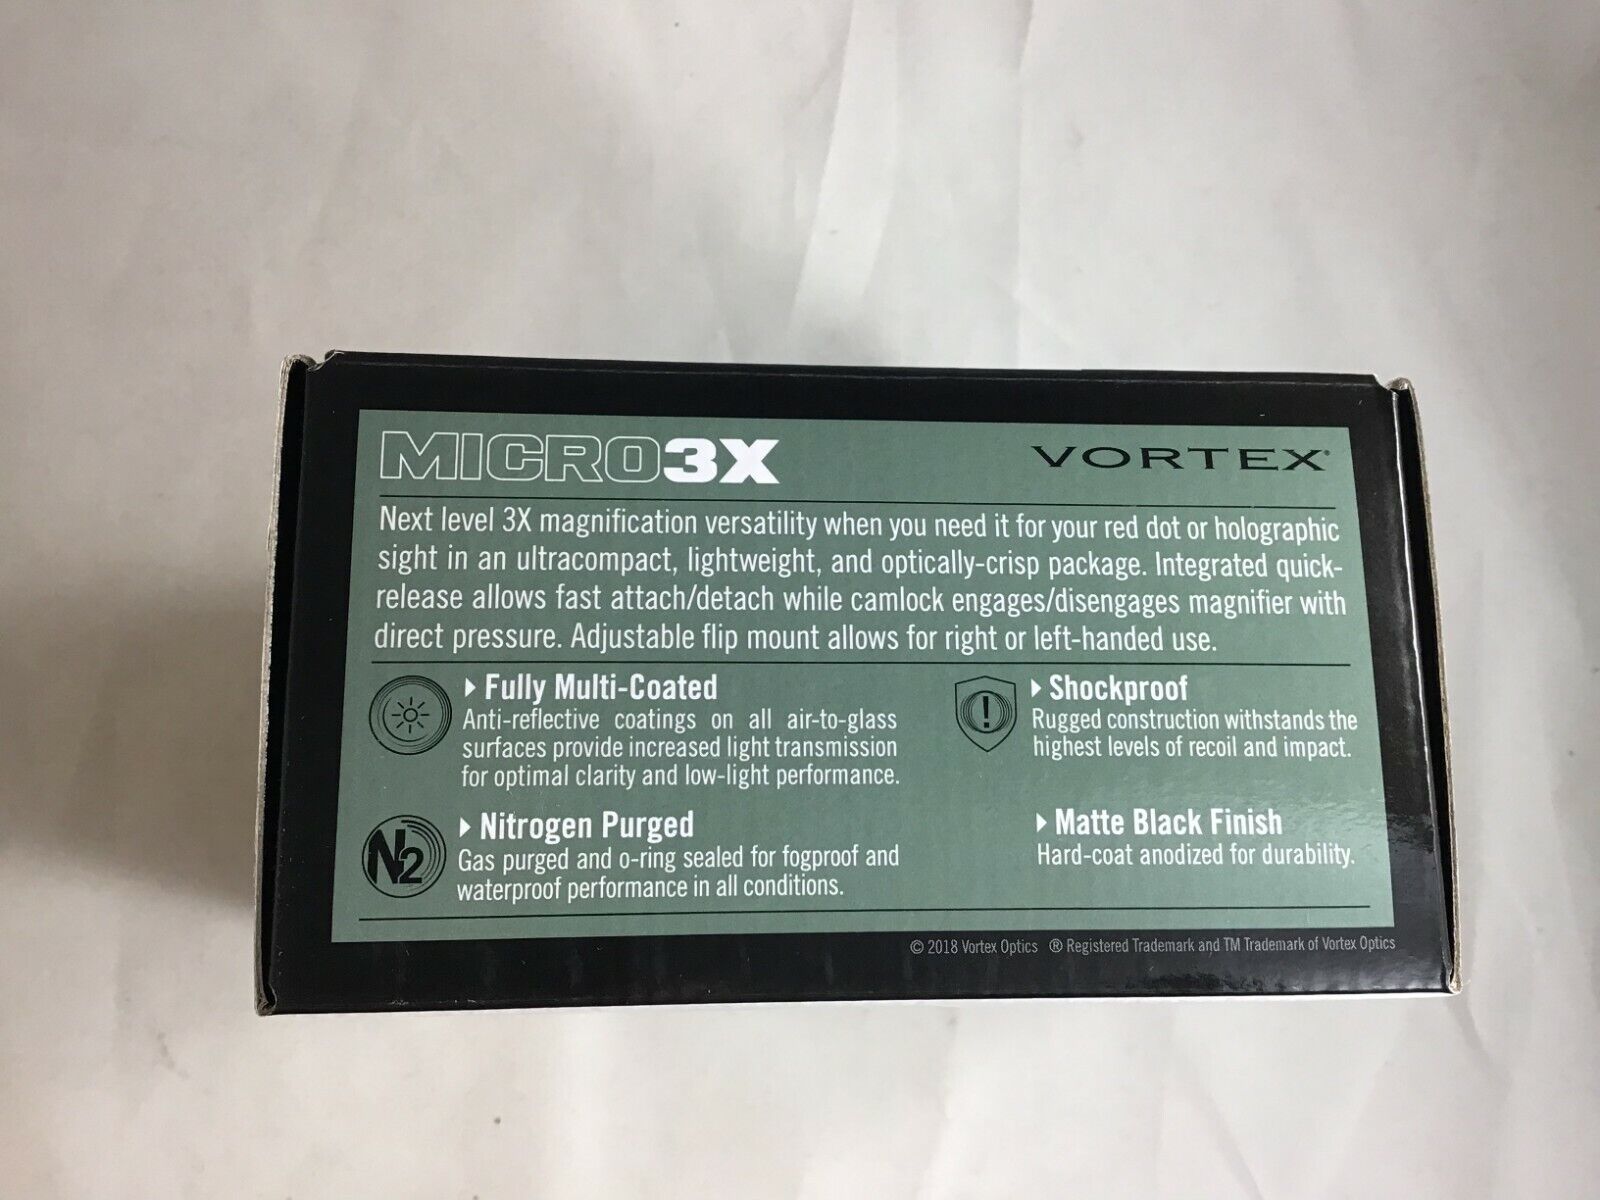 MICRO3X
VORTEX®
Next level 3X magnification versatility when you need it for your red dot or holographic
sight in an ultracompact, lightweight, and optically-crisp package. Integrated quick-
release allows fast attach/detach while camlock engages/disengages magnifier with
direct pressure. Adjustable flip mount allows for right or left-handed use.
Fully Multi-Coated
Anti-reflective coatings on all air-to-glass
surfaces provide increased light transmission
for optimal clarity and low-light performance.
Shockproof
Rugged construction withstands the
highest levels of recoil and impact.
N2
Nitrogen Purged
Gas purged and o-ring sealed for fogproof and
waterproof performance in all conditions.
Matte Black Finish
Hard-coat anodized for durability.
© 2018 Vortex Optics ® Registered Trademark and TM Trademark of Vortex Optics